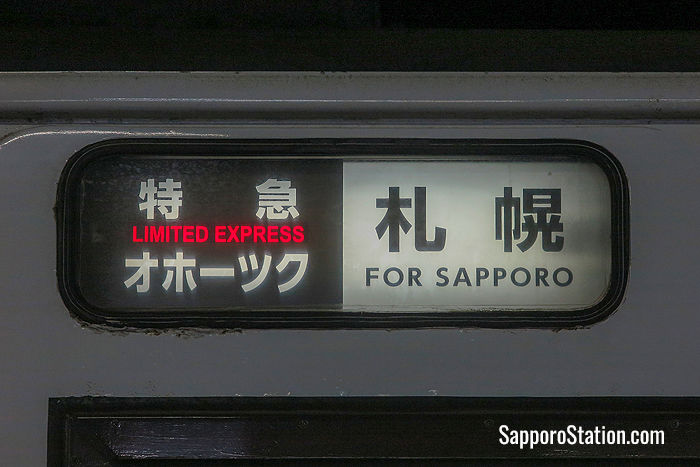 特急
LIMITED EXPRESS
オホーツク
札幌
FOR SAPPORO
SapporoStation.com